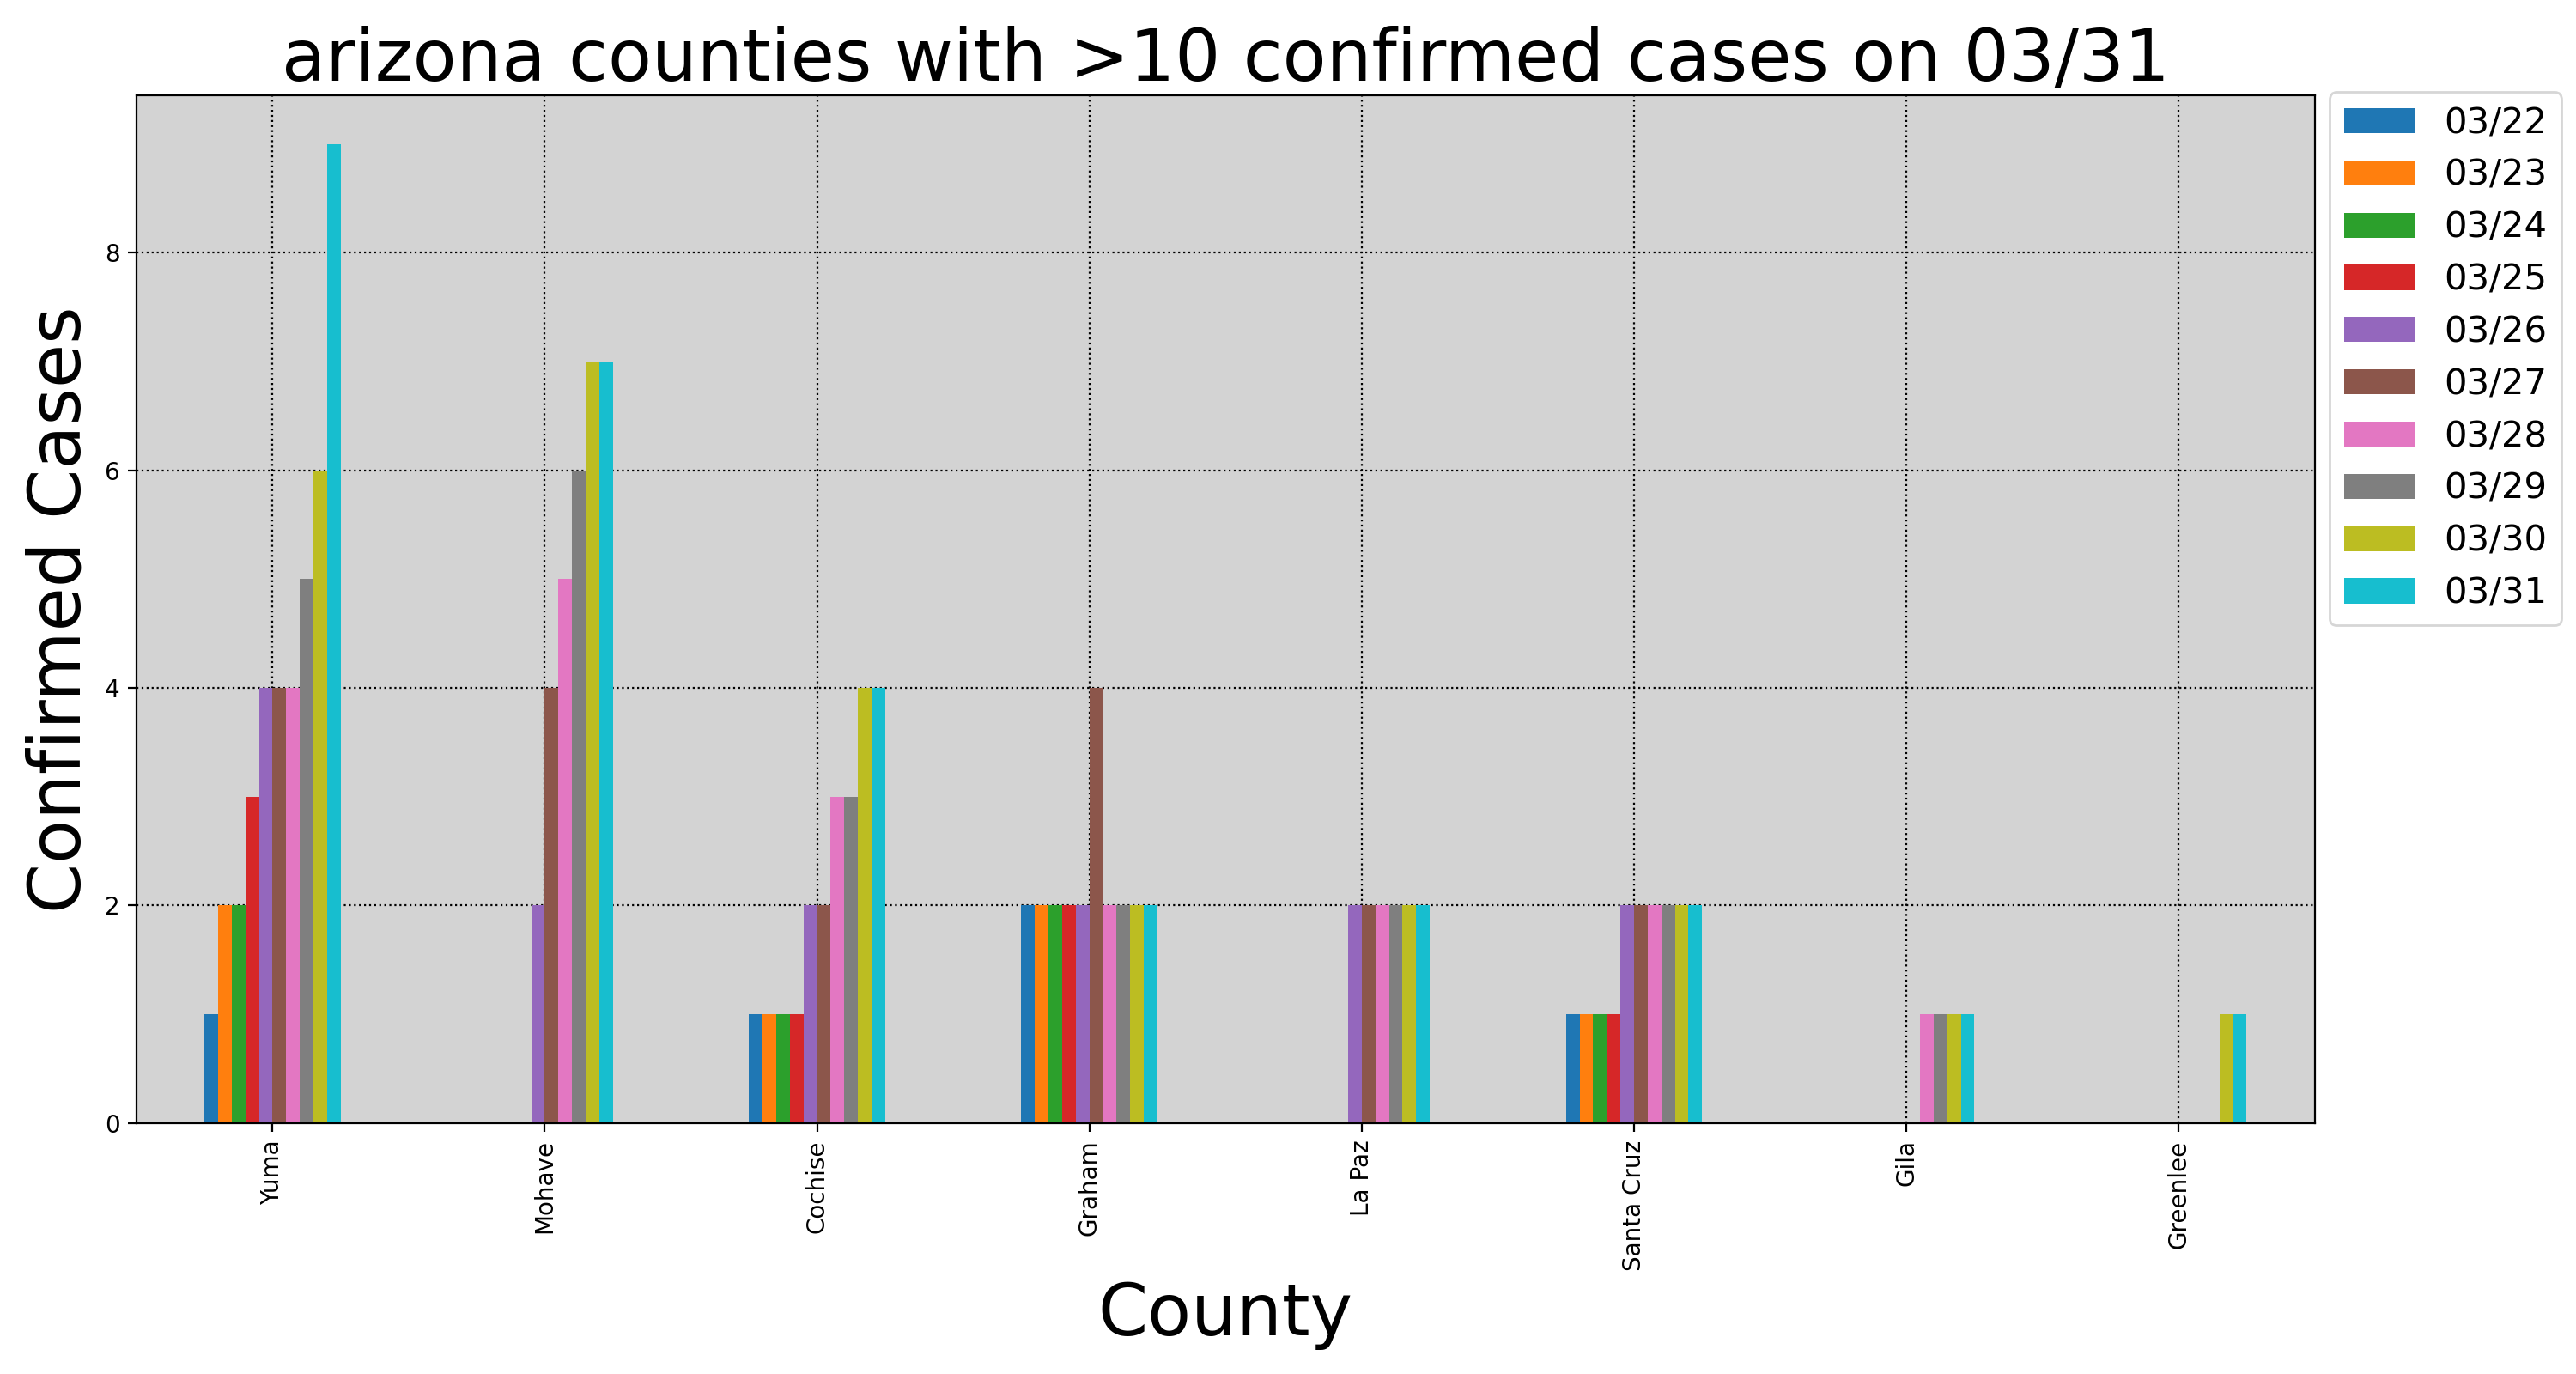 arizona counties with >10 confirmed cases on 03/31
03/22
03/23
03/24
03/25
03/26
03/27
03/28
03/29
03/30
03/31
Confirmed Cases
8
6
4
2
0
Yuma
Mohave
Cochise
Graham
La Paz
Santa Cruz
Gila
Greenlee
County